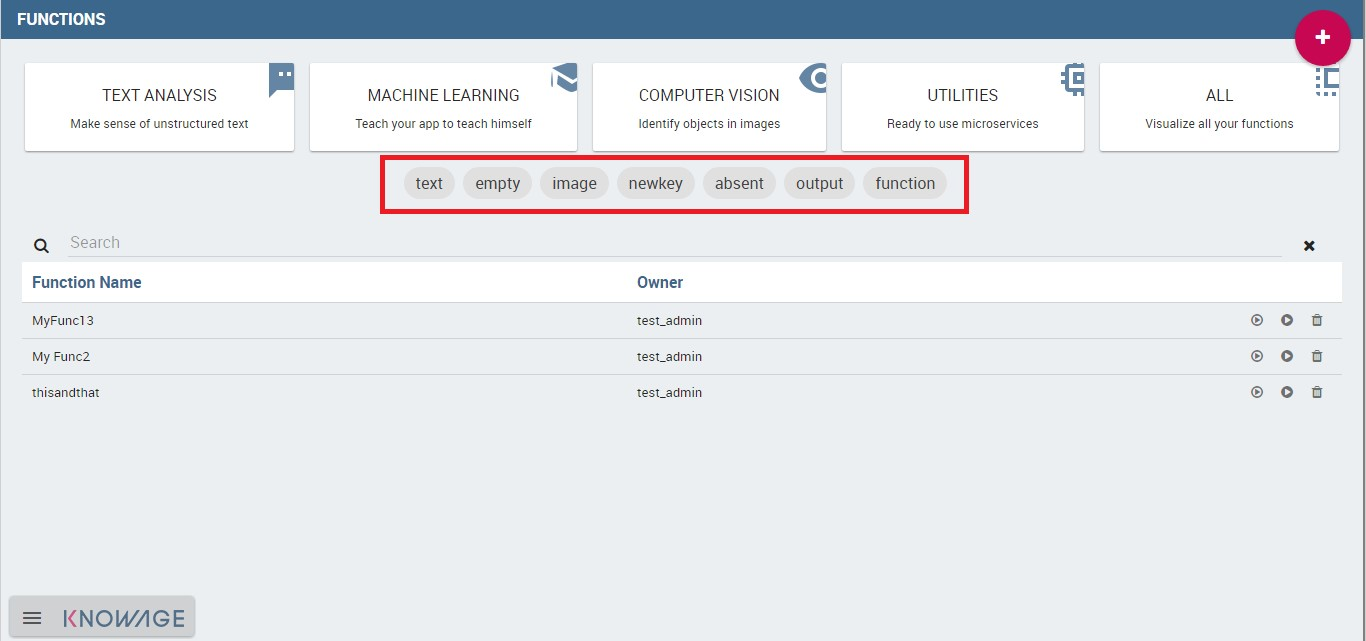 FUNCTIONS
TEXT ANALYSIS
Make sense of unstructured text
MACHINE LEARNING
Teach your app to teach himself
COMPUTER VISION
Identify objects in images
UTILITIES
Ready to use microservices
ALL
Visualize all your functions
text empty image newkey absent output function
Search
Function Name Owner
MyFunc13 test_admin
My Func2 test_admin
thisandthat test_admin
KNOWAGE